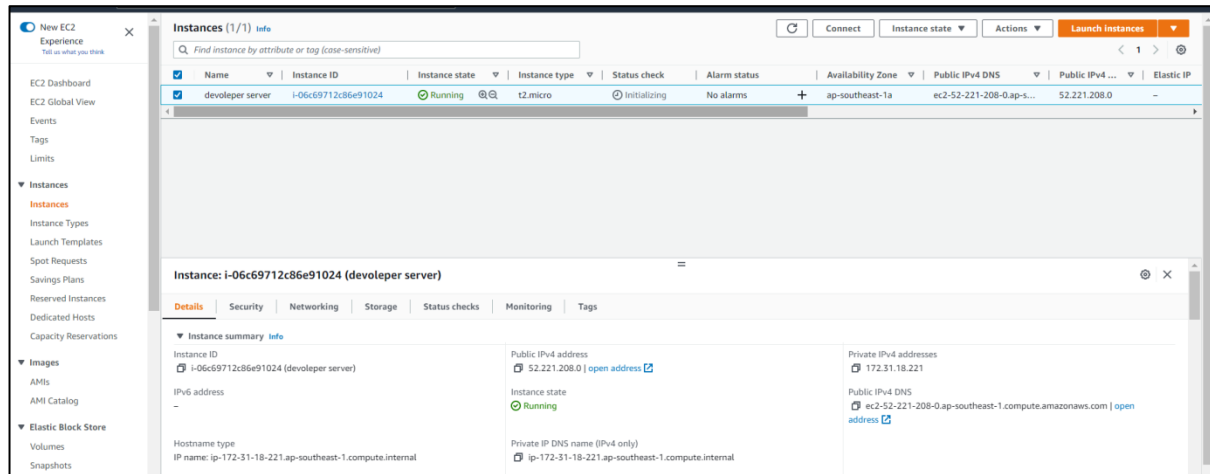 New EC2
Experience
Tell us what you think
EC2 Dashboard
EC2 Global View
Events
Tags
Limits
Instances
Instances
Instance Types
Launch Templates
Spot Requests
Savings Plans
Reserved Instances
Dedicated Hosts
Capacity Reservations
Images
AMIs
AMI Catalog
Elastic Block Store
Volumes
Snapshots
Instances (1/1) Info
Connect Instance state Actions Launch instances
Find instance by attribute or tag (case-sensitive)
1
Name Instance ID Instance state Instance type Status check Alarm status Availability Zone Public IPv4 DNS Public IPv4 ... Elastic IP
devoleper server i-06c69712c86e91024 Running t2.micro Initializing No alarms + ap-southeast-1a ec2-52-221-208-0.ap-s... 52.221.208.0 –
Instance: i-06c69712c86e91024 (devoleper server)
Details Security Networking Storage Status checks Monitoring Tags
Instance summary Info
Instance ID Public IPv4 address Private IPv4 addresses
i-06c69712c86e91024 (devoleper server) 52.221.208.0 | open address 172.31.18.221
IPv6 address Instance state Public IPv4 DNS
– Running ec2-52-221-208-0.ap-southeast-1.compute.amazonaws.com | open
address
Hostname type Private IP DNS name (IPv4 only)
IP name: ip-172-31-18-221.ap-southeast-1.compute.internal ip-172-31-18-221.ap-southeast-1.compute.internal